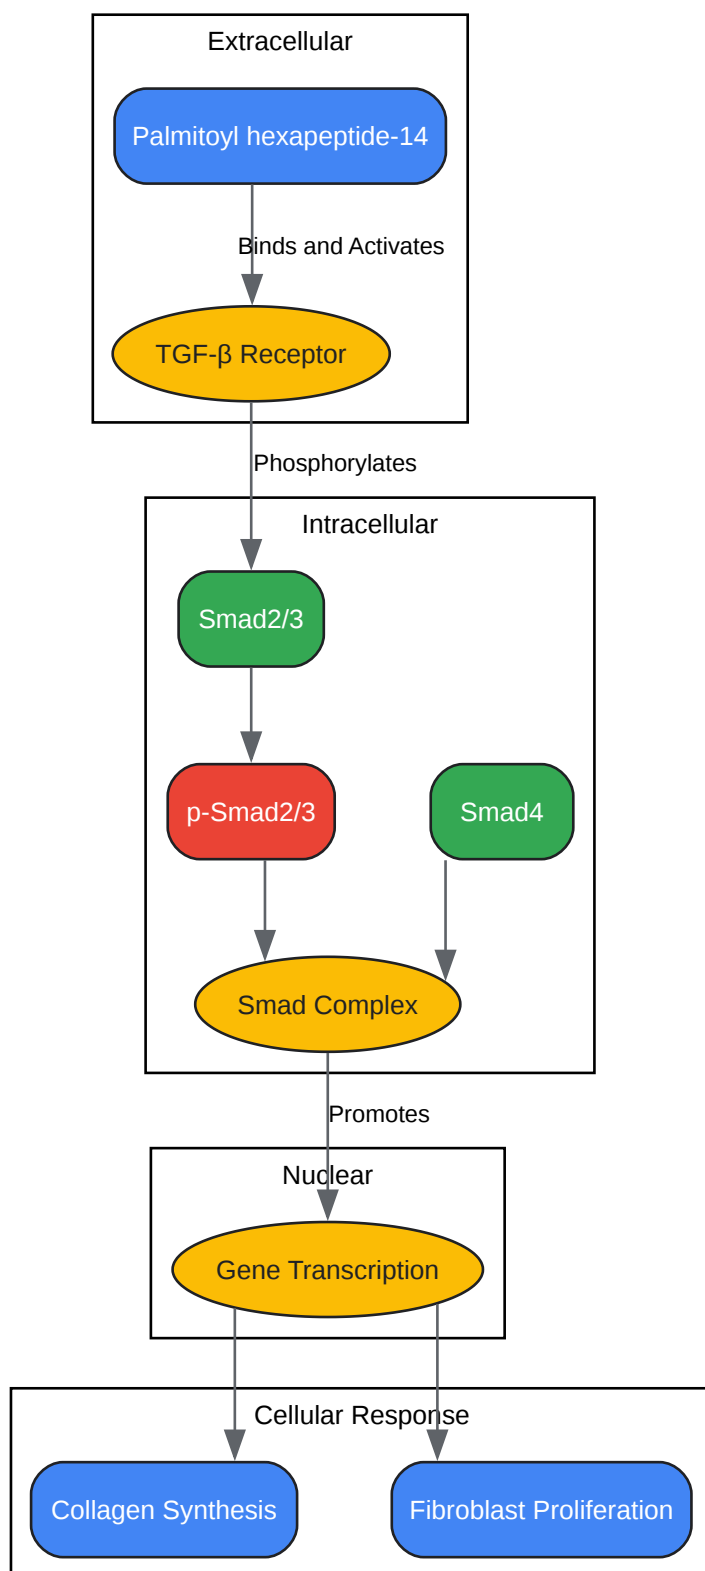 Extracellular
Palmitoyl hexapeptide-14
Binds and Activates
TGF-β Receptor
Phosphorylates
Intracellular
Smad2/3
p-Smad2/3
Smad4
Smad Complex
Promotes
Nuclear
Gene Transcription
Cellular Response
Collagen Synthesis
Fibroblast Proliferation